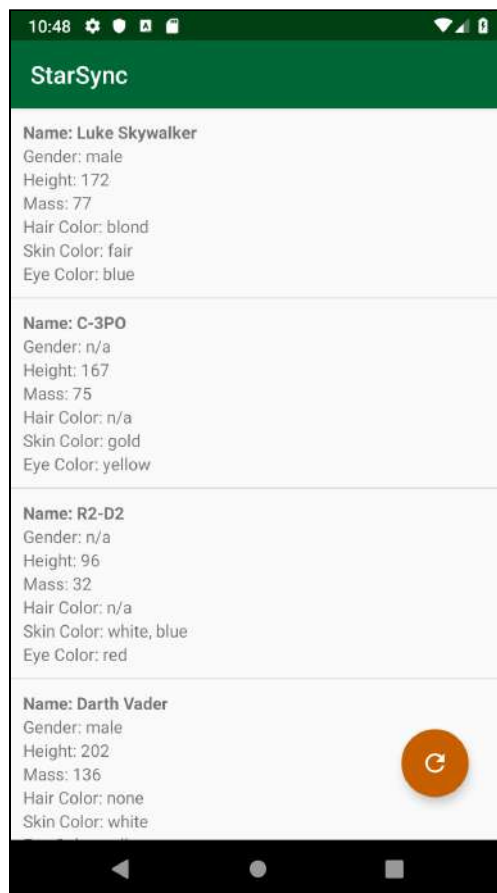 10:48
StarSync
Name: Luke Skywalker
Gender: male
Height: 172
Mass: 77
Hair Color: blond
Skin Color: fair
Eye Color: blue
Name: C-3PO
Gender: n/a
Height: 167
Mass: 75
Hair Color: n/a
Skin Color: gold
Eye Color: yellow
Name: R2-D2
Gender: n/a
Height: 96
Mass: 32
Hair Color: n/a
Skin Color: white, blue
Eye Color: red
Name: Darth Vader
Gender: male
Height: 202
Mass: 136
Hair Color: none
Skin Color: white